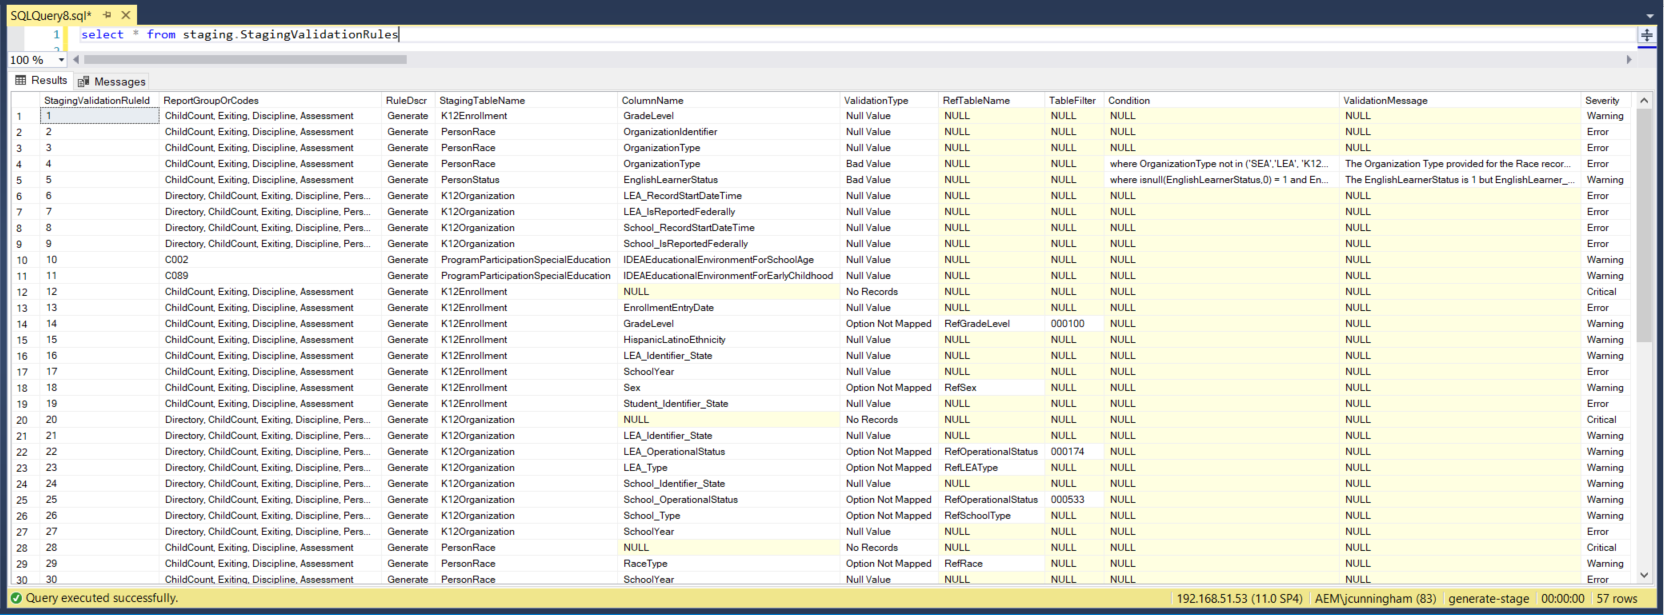 SQLQuery8.sql*
1 select * from staging.StagingValidationRules
2
100 %
Results Messages
StagingValidationRuleId ReportGroupOrCodes RuleDscr StagingTableName ColumnName ValidationType RefTableName TableFilter Condition ValidationMessage Severity
1 1 ChildCount, Exiting, Discipline, Assessment Generate K12Enrollment GradeLevel Null Value NULL NULL NULL NULL Warning
2 2 ChildCount, Exiting, Discipline, Assessment Generate PersonRace OrganizationIdentifier Null Value NULL NULL NULL NULL Error
3 3 ChildCount, Exiting, Discipline, Assessment Generate PersonRace OrganizationType Null Value NULL NULL NULL NULL Error
4 4 ChildCount, Exiting, Discipline, Assessment Generate PersonRace OrganizationType Bad Value NULL NULL where OrganizationType not in ('SEA','LEA', 'K12... The Organization Type provided for the Race recor... Error
5 5 ChildCount, Exiting, Discipline, Assessment Generate PersonStatus EnglishLearnerStatus Bad Value NULL NULL where isnull(EnglishLearnerStatus,0) = 1 and En... The EnglishLearnerStatus is 1 but EnglishLearner_... Warning
6 6 Directory, ChildCount, Exiting, Discipline, Pers... Generate K12Organization LEA_RecordStartDateTime Null Value NULL NULL NULL NULL Error
7 7 Directory, ChildCount, Exiting, Discipline, Pers... Generate K12Organization LEA_IsReportedFederally Null Value NULL NULL NULL NULL Error
8 8 Directory, ChildCount, Exiting, Discipline, Pers... Generate K12Organization School_RecordStartDateTime Null Value NULL NULL NULL NULL Error
9 9 Directory, ChildCount, Exiting, Discipline, Pers... Generate K12Organization School_IsReportedFederally Null Value NULL NULL NULL NULL Error
10 10 C002 Generate ProgramParticipationSpecialEducation IDEAEducationalEnvironmentForSchoolAge Null Value NULL NULL NULL NULL Warning
11 11 C089 Generate ProgramParticipationSpecialEducation IDEAEducationalEnvironmentForEarlyChildhood Null Value NULL NULL NULL NULL Warning
12 12 ChildCount, Exiting, Discipline, Assessment Generate K12Enrollment NULL No Records NULL NULL NULL NULL Critical
13 13 ChildCount, Exiting, Discipline, Assessment Generate K12Enrollment EnrollmentEntryDate Null Value NULL NULL NULL NULL Error
14 14 ChildCount, Exiting, Discipline, Assessment Generate K12Enrollment GradeLevel Option Not Mapped RefGradeLevel 000100 NULL NULL Warning
15 15 ChildCount, Exiting, Discipline, Assessment Generate K12Enrollment HispanicLatinoEthnicity Null Value NULL NULL NULL NULL Warning
16 16 ChildCount, Exiting, Discipline, Assessment Generate K12Enrollment LEA_Identifier_State Null Value NULL NULL NULL NULL Warning
17 17 ChildCount, Exiting, Discipline, Assessment Generate K12Enrollment SchoolYear Null Value NULL NULL NULL NULL Error
18 18 ChildCount, Exiting, Discipline, Assessment Generate K12Enrollment Sex Option Not Mapped RefSex NULL NULL NULL Warning
19 19 ChildCount, Exiting, Discipline, Assessment Generate K12Enrollment Student_Identifier_State Null Value NULL NULL NULL NULL Error
20 20 Directory, ChildCount, Exiting, Discipline, Pers... Generate K12Organization NULL No Records NULL NULL NULL NULL Critical
21 21 Directory, ChildCount, Exiting, Discipline, Pers... Generate K12Organization LEA_Identifier_State Null Value NULL NULL NULL NULL Warning
22 22 Directory, ChildCount, Exiting, Discipline, Pers... Generate K12Organization LEA_OperationalStatus Option Not Mapped RefOperationalStatus 000174 NULL NULL Warning
23 23 Directory, ChildCount, Exiting, Discipline, Pers... Generate K12Organization LEA_Type Option Not Mapped RefLEAType NULL NULL NULL Warning
24 24 Directory, ChildCount, Exiting, Discipline, Pers... Generate K12Organization School_Identifier_State Null Value NULL NULL NULL NULL Warning
25 25 Directory, ChildCount, Exiting, Discipline, Pers... Generate K12Organization School_OperationalStatus Option Not Mapped RefOperationalStatus 000533 NULL NULL Warning
26 26 Directory, ChildCount, Exiting, Discipline, Pers... Generate K12Organization School_Type Option Not Mapped RefSchoolType NULL NULL NULL Warning
27 27 Directory, ChildCount, Exiting, Discipline, Pers... Generate K12Organization SchoolYear Null Value NULL NULL NULL NULL Error
28 28 ChildCount, Exiting, Discipline, Assessment Generate PersonRace NULL No Records NULL NULL NULL NULL Critical
29 29 ChildCount, Exiting, Discipline, Assessment Generate PersonRace RaceType Option Not Mapped RefRace NULL NULL NULL Warning
30 30 ChildCount, Exiting, Discipline, Assessment Generate PersonRace SchoolYear Null Value NULL NULL NULL NULL Error
Query executed successfully. 192.168.51.53 (11.0 SP4) AEM\jcunningham (83) generate-stage 00:00:00 57 rows